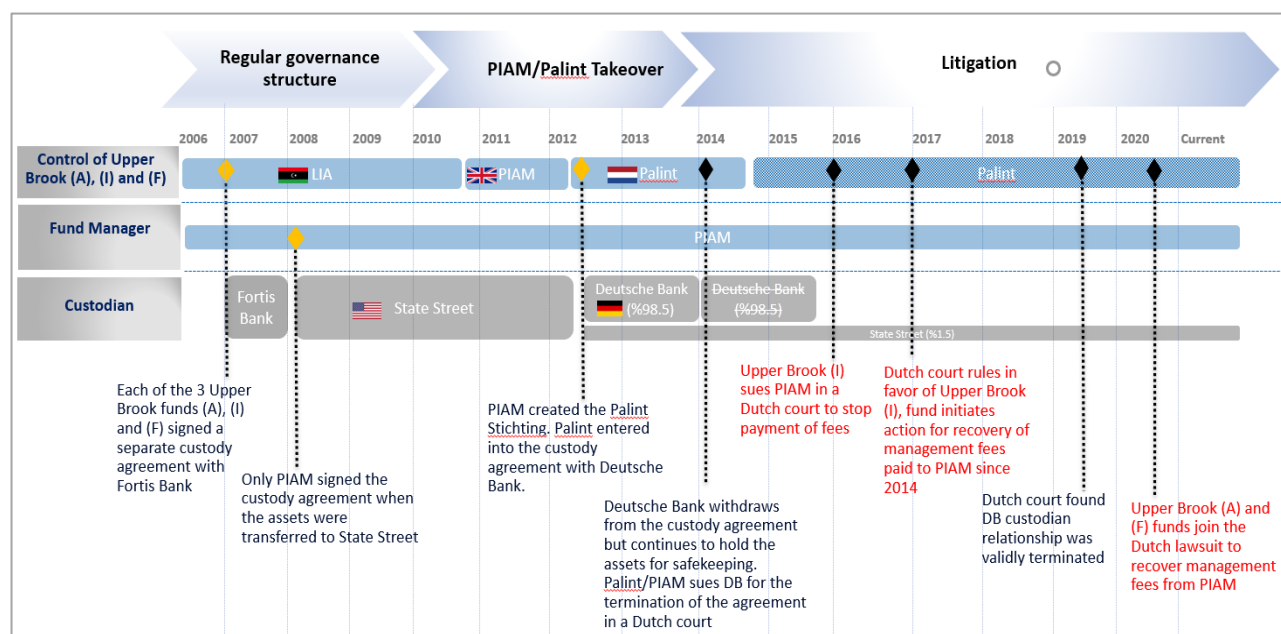 Regular governance
structure
PIAM/Palint Takeover
Litigation
2006 2007 2008 2009 2010 2011 2012 2013 2014 2015 2016 2017 2018 2019 2020 Current
Control of Upper
Brook (A), (I) and (F)
LIA
PIAM
Palint
Palint
Fund Manager
PIAM
Custodian
Fortis
Bank
State Street
Deutsche Bank
(%98.5)
Deutsche Bank
(%98.5)
State Street (%1.5)
Each of the 3 Upper
Brook funds (A), (I)
and (F) signed a
separate custody
agreement with
Fortis Bank
Only PIAM signed the
custody agreement when
the assets were
transferred to State Street
PIAM created the Palint
Stichting. Palint entered
into the custody
agreement with Deutsche
Bank.
Deutsche Bank withdraws
from the custody agreement
but continues to hold the
assets for safekeeping.
Palint/PIAM sues DB for the
termination of the agreement
in a Dutch court
Upper Brook (I)
sues PIAM in a
Dutch court to stop
payment of fees
Dutch court rules in
favor of Upper Brook
(I), fund initiates
action for recovery of
management fees
paid to PIAM since
2014
Dutch court found
DB custodian
relationship was
validly terminated
Upper Brook (A) and
(F) funds join the
Dutch lawsuit to
recover management
fees from PIAM